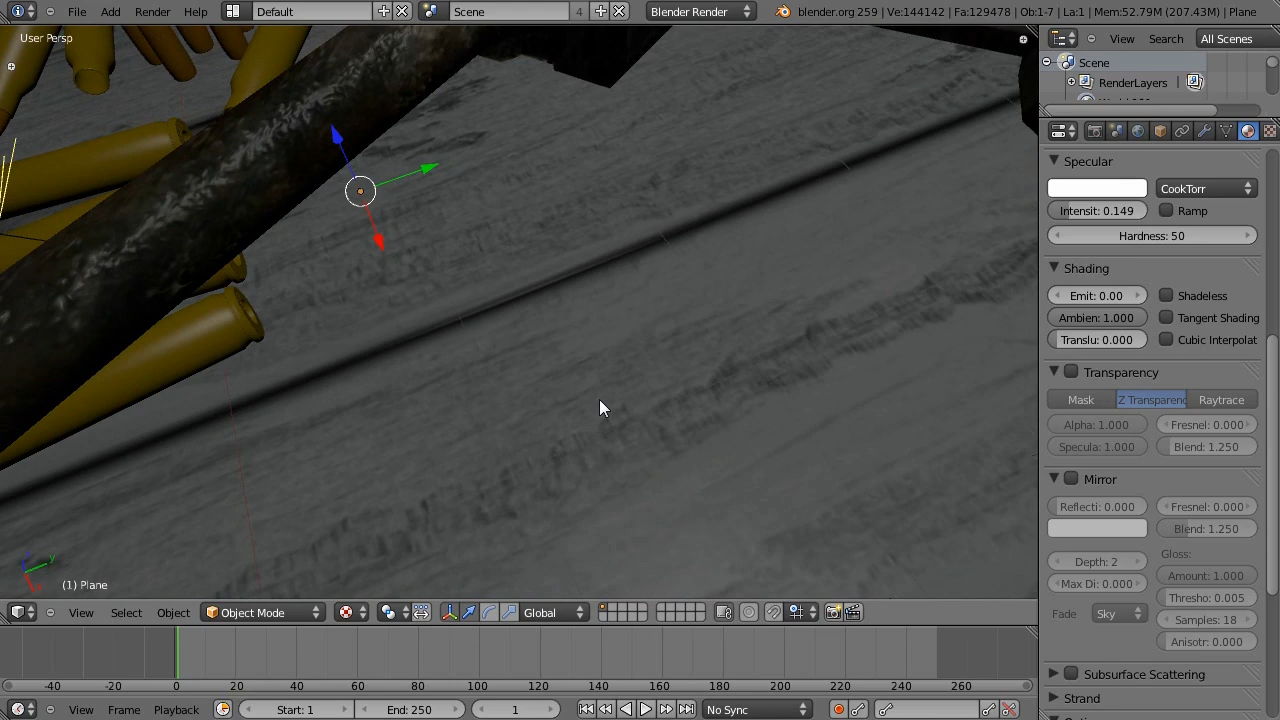 File Add Render Help Default Scene 4 Blender Render blender.org 259 | Ve:144142 | Fa:129478 | Ob:1-7 | La:1 | Mem:52.79M (207.43M) | Plane
User Persp
View Search All Scenes
Scene
RenderLayers |
Specular
CookTorr
Intensit: 0.149 Ramp
Hardness: 50
Shading
Emit: 0.00 Shadeless
Ambien: 1.000 Tangent Shading
Translu: 0.000 Cubic Interpolat
Transparency
Mask Z Transparenc Raytrace
Alpha: 1.000 Fresnel: 0.000
Specula: 1.000 Blend: 1.250
Mirror
Reflecti: 0.000 Fresnel: 0.000
Blend: 1.250
Depth: 2 Gloss:
Max Di: 0.000 Amount: 1.000
Thresho: 0.005
Fade Sky Samples: 18
Anisotr: 0.000
Subsurface Scattering
Strand
y
(1) Plane
View Select Object Object Mode Global
-40 -20 0 20 40 60 80 100 120 140 160 180 200 220 240 260
View Frame Playback Start: 1 End: 250 1 No Sync